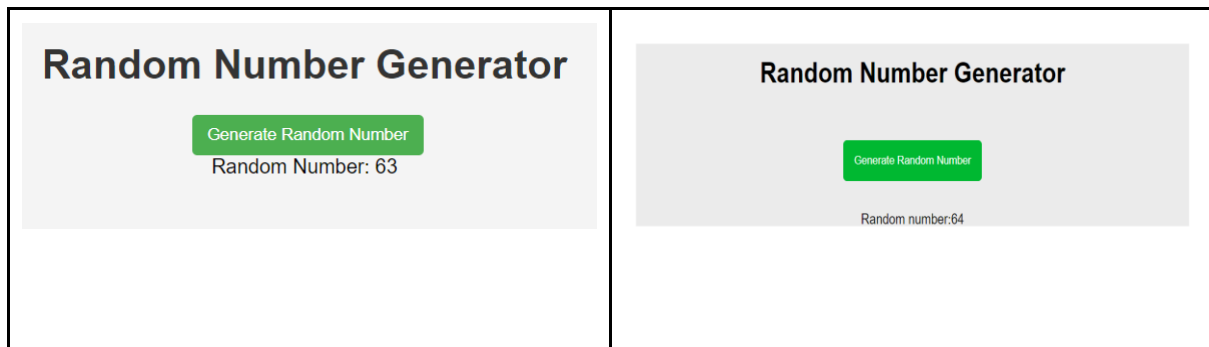 Random Number Generator
Generate Random Number
Random Number: 63
Random Number Generator
Generate Random Number
Random number:64